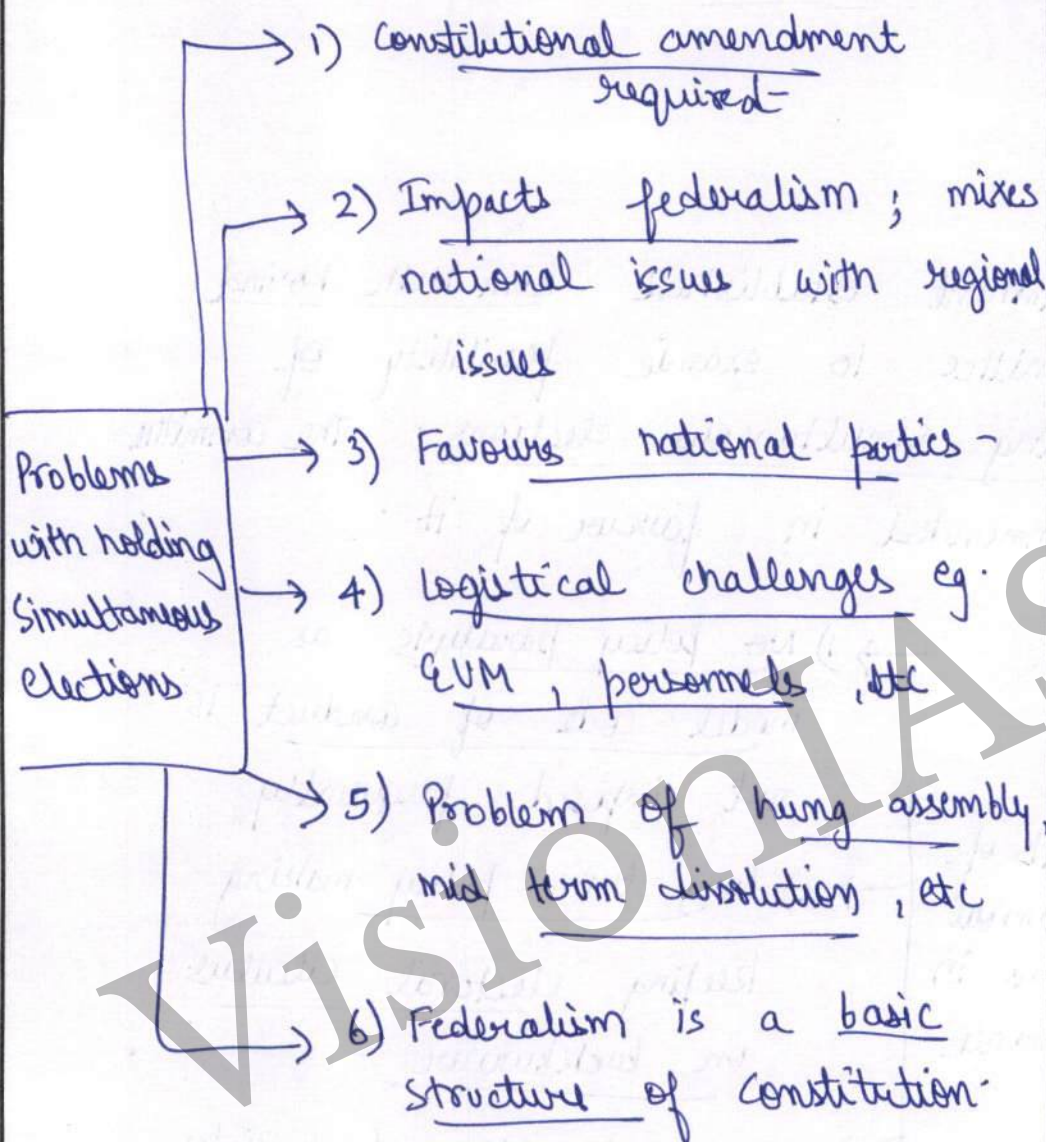 1) Constitutional amendment
required-
2) Impacts federalism ; mixes
national issues with regional
issues
3) Favours national parties -
Problems
with holding
Simultaneous
elections
4) Logistical challenges eg.
EVM , personnels , etc
5) Problem of hung assembly,
mid term dissolution , etc
6) Federalism is a basic
structure of Constitution.
VisionIAS